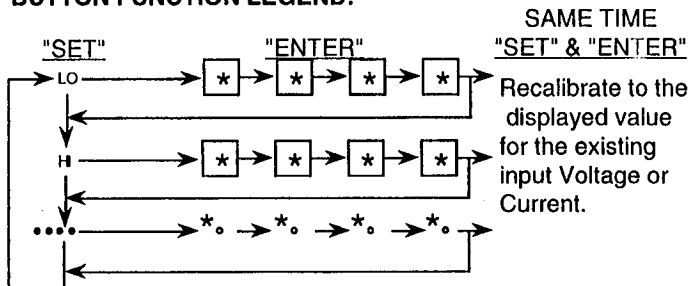 BUTTON FUNCTION LEGEND:
SAME TIME
"SET" "ENTER" "SET" & "ENTER"
LO * * * *
Recalibrate to the
displayed value
for the existing
input Voltage or
Current.
HI * * * *
•••• *o *o *o *o